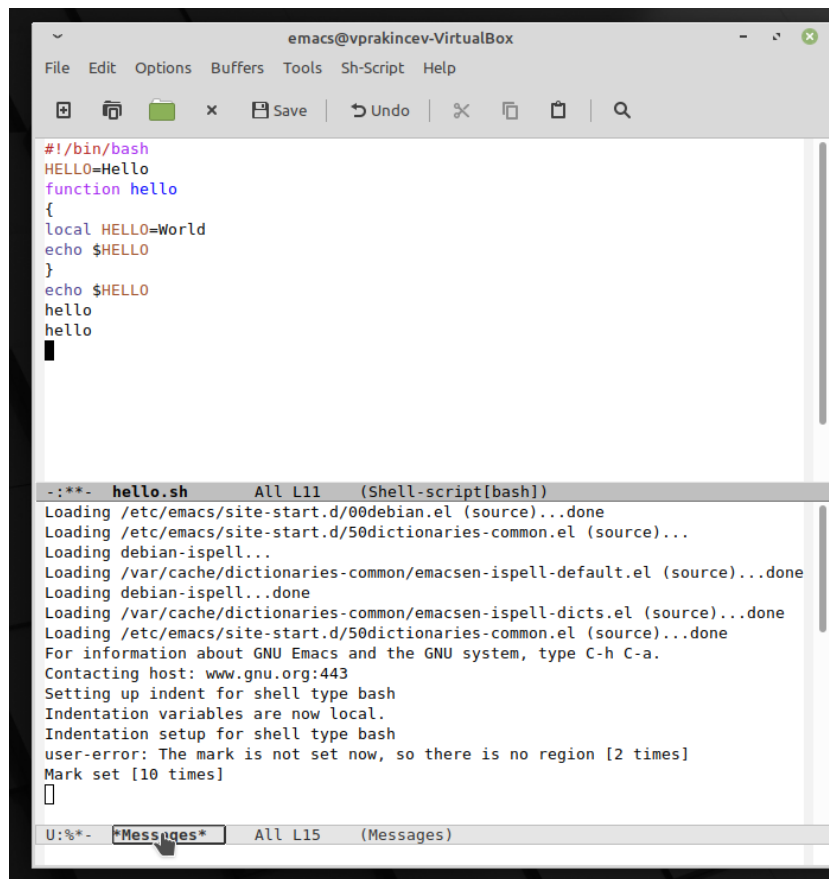 emacs@vprakincev-VirtualBox
File Edit Options Buffers Tools Sh-Script Help
Save Undo
#!/bin/bash
HELLO=Hello
function hello
{
local HELLO=World
echo $HELLO
}
echo $HELLO
hello
hello
-:**- hello.sh All L11 (Shell-script[bash])
Loading /etc/emacs/site-start.d/00debian.el (source)...done
Loading /etc/emacs/site-start.d/50dictionaries-common.el (source)...
Loading debian-ispell...
Loading /var/cache/dictionaries-common/emacsen-ispell-default.el (source)...done
Loading debian-ispell...done
Loading /var/cache/dictionaries-common/emacsen-ispell-dicts.el (source)...done
Loading /etc/emacs/site-start.d/50dictionaries-common.el (source)...done
For information about GNU Emacs and the GNU system, type C-h C-a.
Contacting host: www.gnu.org:443
Setting up indent for shell type bash
Indentation variables are now local.
Indentation setup for shell type bash
user-error: The mark is not set now, so there is no region [2 times]
Mark set [10 times]
U:%*- *Messages* All L15 (Messages)